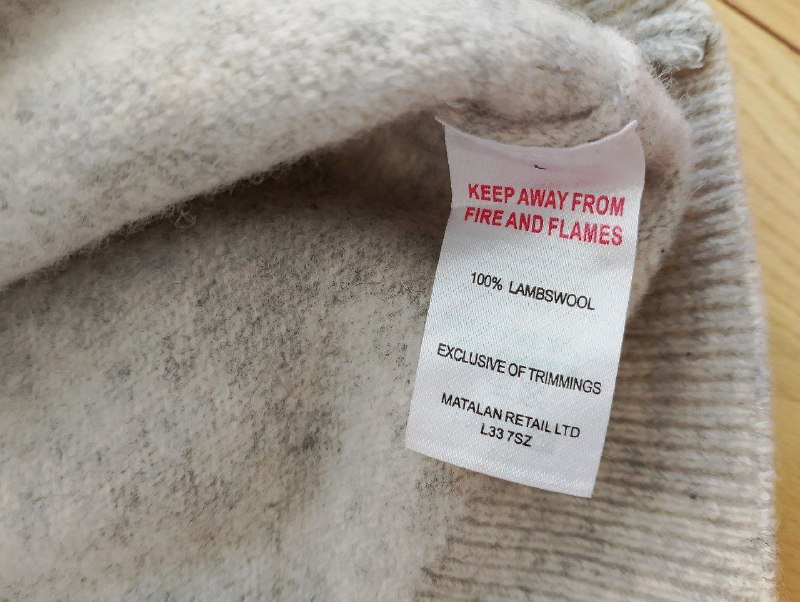 KEEP AWAY FROM
FIRE AND FLAMES
100% LAMBSWOOL
EXCLUSIVE OF TRIMMINGS
MATALAN RETAIL LTD
L33 7SZ